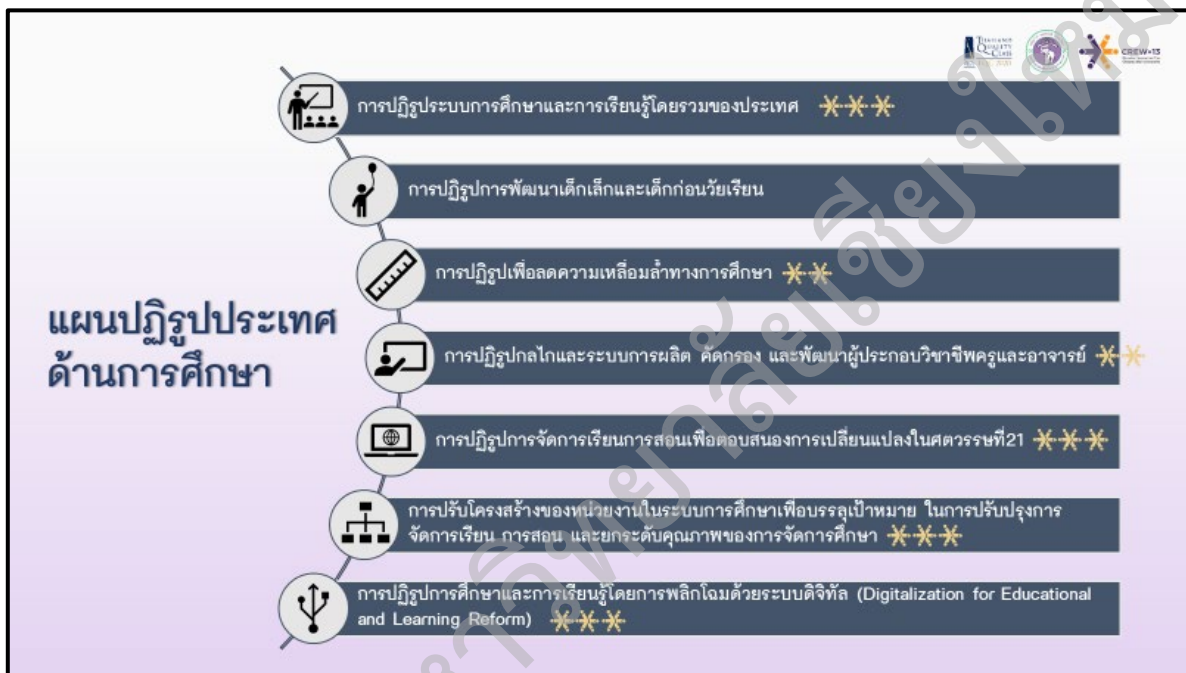 THAILAND
QUALITY
CLASS
CREW•13
การปฏิรูประบบการศึกษาและการเรียนรู้โดยรวมของประเทศ
การปฏิรูปการพัฒนาเด็กเล็กและเด็กก่อนวัยเรียน
การปฏิรูปเพื่อลดความเหลื่อมล้ำทางการศึกษา
แผนปฏิรูปประเทศ
ด้านการศึกษา
การปฏิรูปกลไกและระบบการผลิต คัดกรอง และพัฒนาผู้ประกอบวิชาชีพครูและอาจารย์
การปฏิรูปการจัดการเรียนการสอนเพื่อตอบสนองการเปลี่ยนแปลงในศตวรรษที่21
การปรับโครงสร้างของหน่วยงานในระบบการศึกษาเพื่อบรรลุเป้าหมาย ในการปรับปรุงการ
จัดการเรียน การสอน และยกระดับคุณภาพของการจัดการศึกษา
การปฏิรูปการศึกษาและการเรียนรู้โดยการพลิกโฉมด้วยระบบดิจิทัล (Digitalization for Educational
and Learning Reform)
าวิทยาลัยเชียงใหม